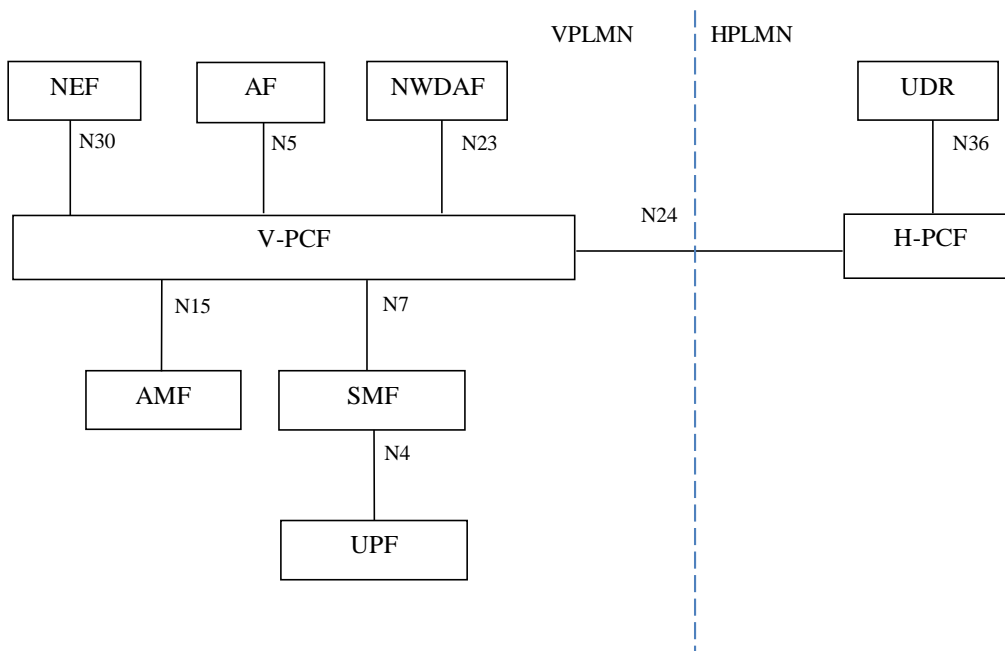 VPLMN
HPLMN
NEF
AF
NWDAF
UDR
N30
N5
N23
N36
N24
V-PCF
H-PCF
N15
N7
AMF
SMF
N4
UPF